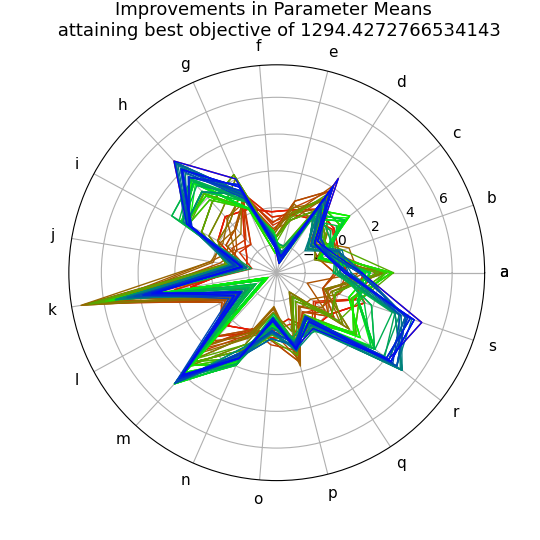 Improvements in Parameter Means
attaining best objective of 1294.4272766534143
f
e
g
d
h
c
i
b
6
4
2
j
0
a
k
s
l
r
m
q
n
p
o